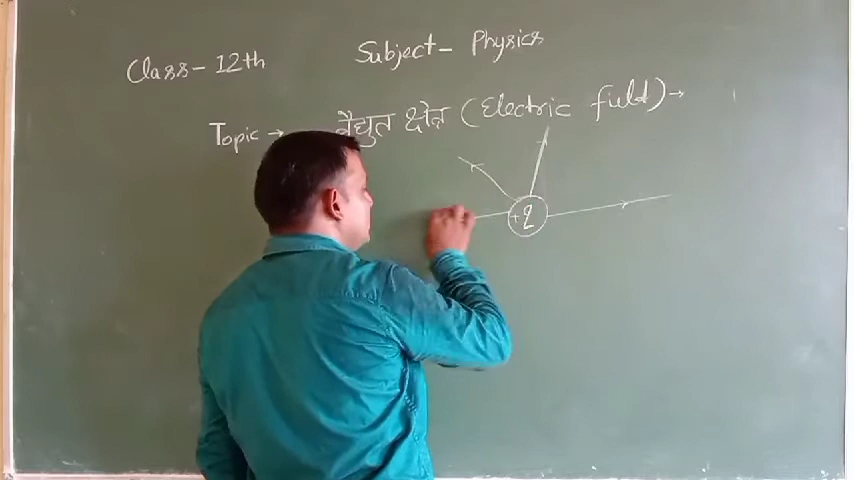 Class- 12th Subject- Physics
Topic → वैद्युत क्षेत्र (Electric field) →
+q